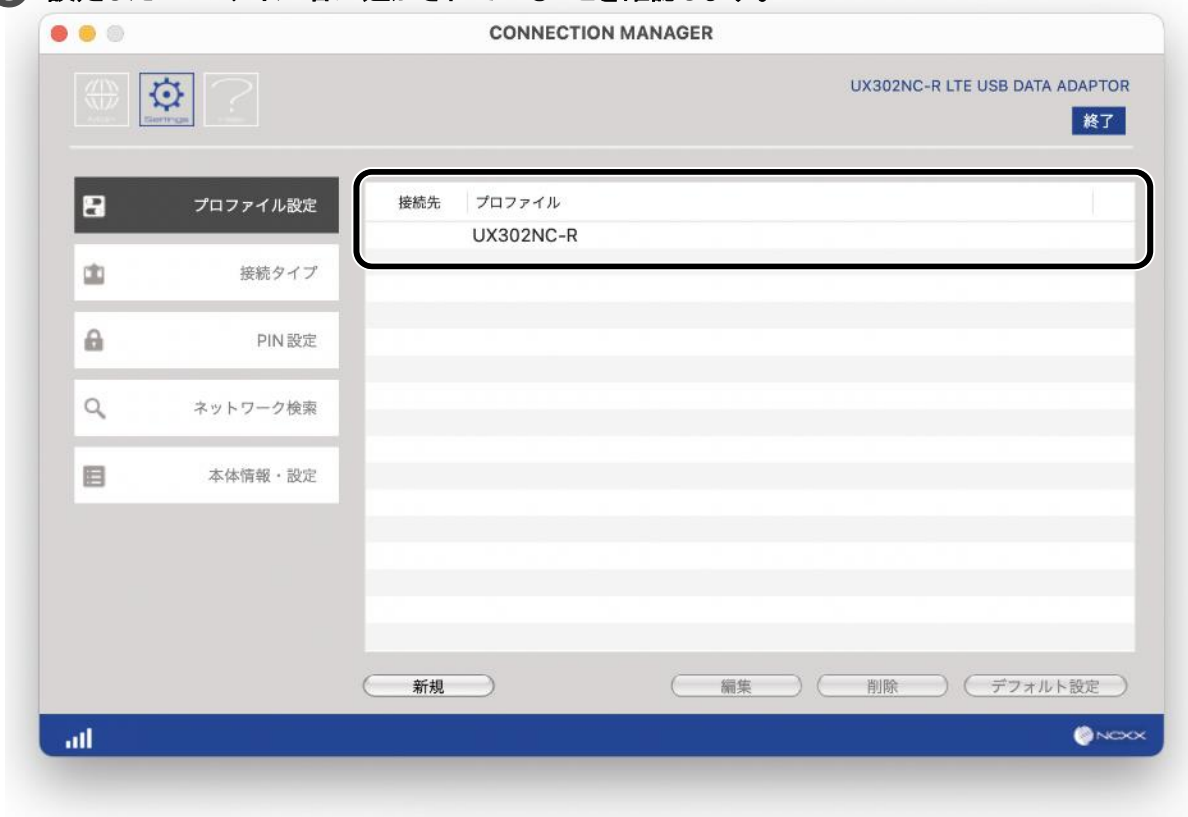 CONNECTION MANAGER
Settings
UX302NC-R LTE USB DATA ADAPTOR
終了
プロファイル設定
接続タイプ
PIN 設定
ネットワーク検索
本体情報・設定
接続先 プロファイル
UX302NC-R
新規 編集 削除 デフォルト設定
NCXX